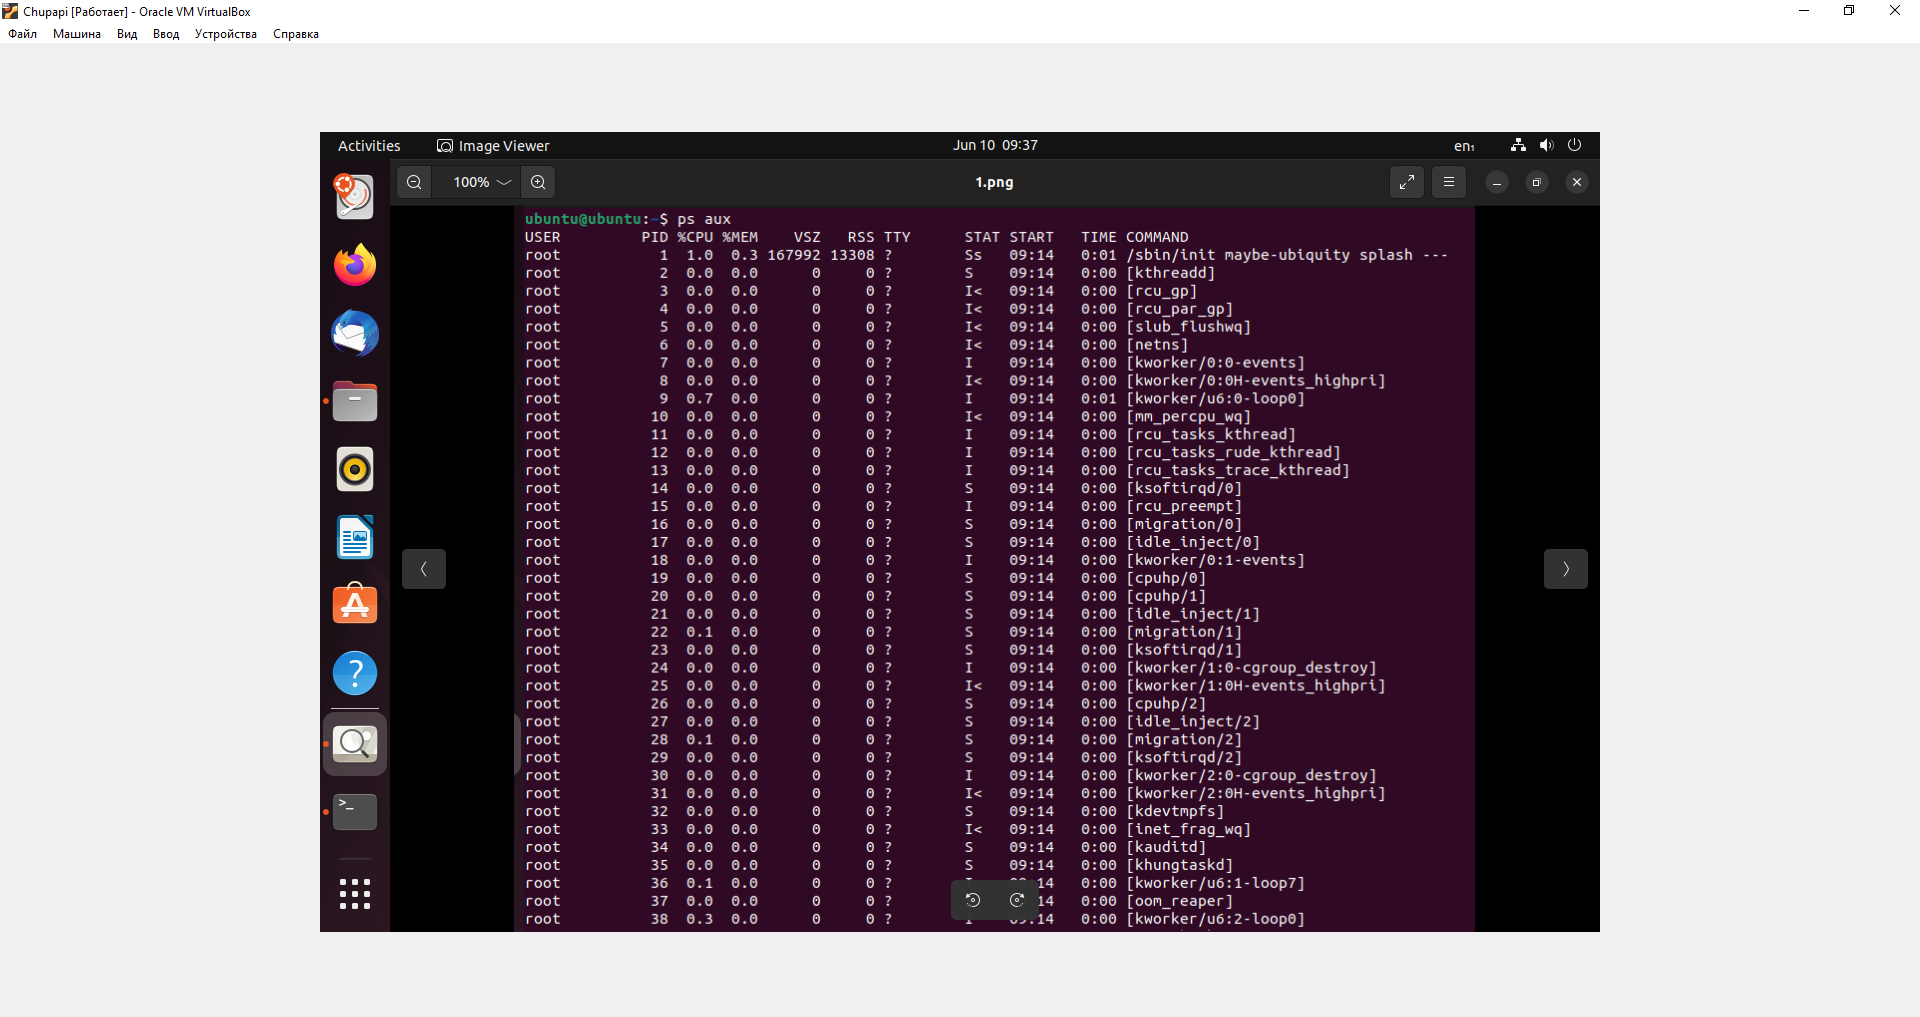 Chupapi [Работает] - Oracle VM VirtualBox
Файл Машина Вид Ввод Устройства Справка
Activities Image Viewer Jun 10 09:37 en₁
100% 1.png
ubuntu@ubuntu:~$ ps aux
USER PID %CPU %MEM VSZ RSS TTY STAT START TIME COMMAND
root 1 1.0 0.3 167992 13308 ? Ss 09:14 0:01 /sbin/init maybe-ubiquity splash ---
root 2 0.0 0.0 0 0 ? S 09:14 0:00 [kthreadd]
root 3 0.0 0.0 0 0 ? I< 09:14 0:00 [rcu_gp]
root 4 0.0 0.0 0 0 ? I< 09:14 0:00 [rcu_par_gp]
root 5 0.0 0.0 0 0 ? I< 09:14 0:00 [slub_flushwq]
root 6 0.0 0.0 0 0 ? I< 09:14 0:00 [netns]
root 7 0.0 0.0 0 0 ? I 09:14 0:00 [kworker/0:0-events]
root 8 0.0 0.0 0 0 ? I< 09:14 0:00 [kworker/0:0H-events_highpri]
root 9 0.7 0.0 0 0 ? I 09:14 0:01 [kworker/u6:0-loop0]
root 10 0.0 0.0 0 0 ? I< 09:14 0:00 [mm_percpu_wq]
root 11 0.0 0.0 0 0 ? I 09:14 0:00 [rcu_tasks_kthread]
root 12 0.0 0.0 0 0 ? I 09:14 0:00 [rcu_tasks_rude_kthread]
root 13 0.0 0.0 0 0 ? I 09:14 0:00 [rcu_tasks_trace_kthread]
root 14 0.0 0.0 0 0 ? S 09:14 0:00 [ksoftirqd/0]
root 15 0.0 0.0 0 0 ? I 09:14 0:00 [rcu_preempt]
root 16 0.0 0.0 0 0 ? S 09:14 0:00 [migration/0]
root 17 0.0 0.0 0 0 ? S 09:14 0:00 [idle_inject/0]
root 18 0.0 0.0 0 0 ? I 09:14 0:00 [kworker/0:1-events]
root 19 0.0 0.0 0 0 ? S 09:14 0:00 [cpuhp/0]
root 20 0.0 0.0 0 0 ? S 09:14 0:00 [cpuhp/1]
root 21 0.0 0.0 0 0 ? S 09:14 0:00 [idle_inject/1]
root 22 0.1 0.0 0 0 ? S 09:14 0:00 [migration/1]
root 23 0.0 0.0 0 0 ? S 09:14 0:00 [ksoftirqd/1]
root 24 0.0 0.0 0 0 ? I 09:14 0:00 [kworker/1:0-cgroup_destroy]
root 25 0.0 0.0 0 0 ? I< 09:14 0:00 [kworker/1:0H-events_highpri]
root 26 0.0 0.0 0 0 ? S 09:14 0:00 [cpuhp/2]
root 27 0.0 0.0 0 0 ? S 09:14 0:00 [idle_inject/2]
root 28 0.1 0.0 0 0 ? S 09:14 0:00 [migration/2]
root 29 0.0 0.0 0 0 ? S 09:14 0:00 [ksoftirqd/2]
root 30 0.0 0.0 0 0 ? I 09:14 0:00 [kworker/2:0-cgroup_destroy]
root 31 0.0 0.0 0 0 ? I< 09:14 0:00 [kworker/2:0H-events_highpri]
root 32 0.0 0.0 0 0 ? S 09:14 0:00 [kdevtmpfs]
root 33 0.0 0.0 0 0 ? I< 09:14 0:00 [inet_frag_wq]
root 34 0.0 0.0 0 0 ? S 09:14 0:00 [kauditd]
root 35 0.0 0.0 0 0 ? S 09:14 0:00 [khungtaskd]
root 36 0.1 0.0 0 0 ? 14 0:00 [kworker/u6:1-loop7]
root 37 0.0 0.0 0 0 ? 14 0:00 [oom_reaper]
root 38 0.3 0.0 0 0 ? 14 0:00 [kworker/u6:2-loop0]